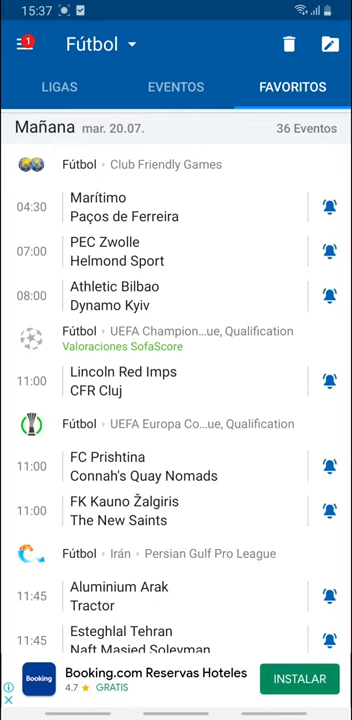 15:37
1
Fútbol
LIGAS EVENTOS FAVORITOS
Mañana mar. 20.07. 36 Eventos
Fútbol Club Friendly Games
04:30 Marítimo
Paços de Ferreira
07:00 PEC Zwolle
Helmond Sport
08:00 Athletic Bilbao
Dynamo Kyiv
Fútbol UEFA Champion...ue, Qualification
Valoraciones SofaScore
11:00 Lincoln Red Imps
CFR Cluj
Fútbol UEFA Europa Co...ue, Qualification
11:00 FC Prishtina
Connah's Quay Nomads
11:00 FK Kauno Žalgiris
The New Saints
Fútbol Irán Persian Gulf Pro League
11:45 Aluminium Arak
Tractor
11:45 Esteghlal Tehran
Naft Masjed Soleyman
Booking
Booking.com Reservas Hoteles
4.7 ★ GRATIS
INSTALAR